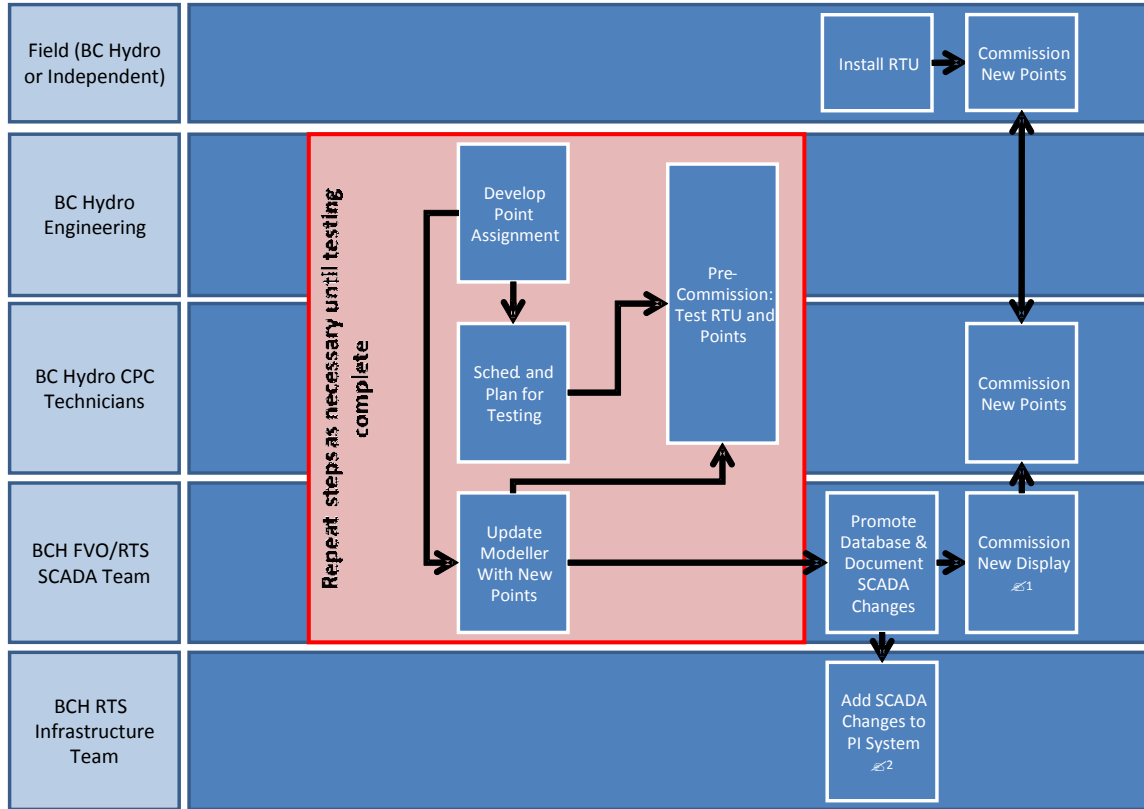 Field (BC Hydro
or Independent)
Install RTU
Commission
New Points
BC Hydro
Engineering
Repeat steps as necessary until testing
complete
Develop
Point
Assignment
Pre-
Commission:
Test RTU and
Points
BC Hydro CPC
Technicians
Sched. and
Plan for
Testing
Commission
New Points
BCH FVO/RTS
SCADA Team
Update
Modeller
With New
Points
Promote
Database &
Document
SCADA
Changes
Commission
New Display
✍1
BCH RTS
Infrastructure
Team
Add SCADA
Changes to
PI System
✍2